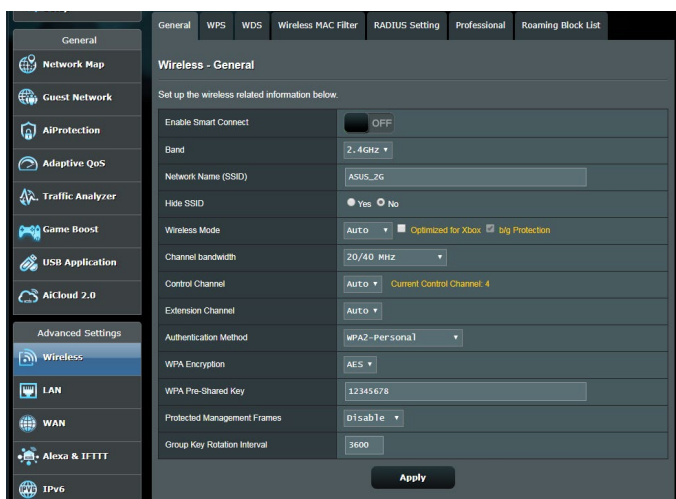 General
Network Map
Guest Network
AiProtection
Adaptive QoS
Traffic Analyzer
Game Boost
USB Application
AiCloud 2.0
Advanced Settings
Wireless
LAN
WAN
Alexa & IFTTT
IPv6
General WPS WDS Wireless MAC Filter RADIUS Setting Professional Roaming Block List
Wireless - General
Set up the wireless related information below.
Enable Smart Connect OFF
Band 2.4GHz
Network Name (SSID) ASUS_2G
Hide SSID Yes No
Wireless Mode Auto Optimized for Xbox b/g Protection
Channel bandwidth 20/40 MHz
Control Channel Auto Current Control Channel: 4
Extension Channel Auto
Authentication Method WPA2-Personal
WPA Encryption AES
WPA Pre-Shared Key 12345678
Protected Management Frames Disable
Group Key Rotation Interval 3600
Apply